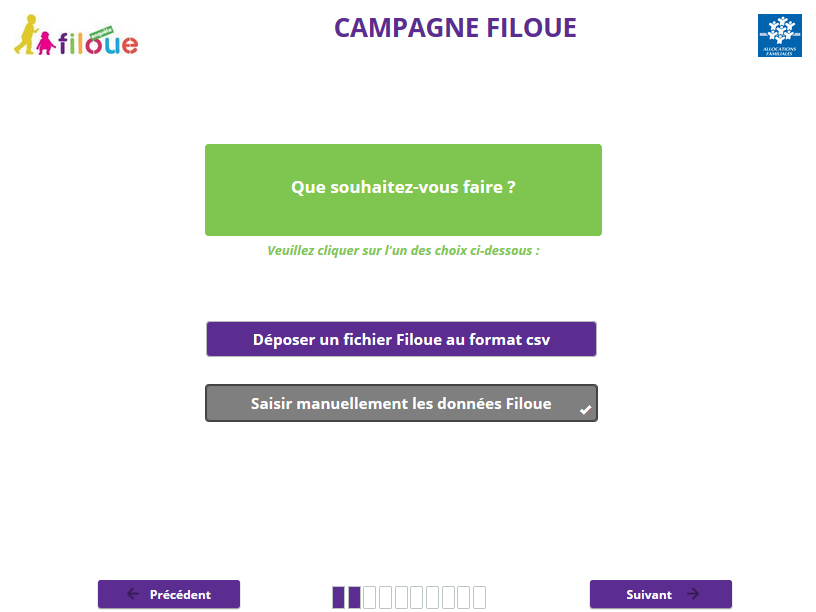 enquête
filoue
CAMPAGNE FILOUE
ALLOCATIONS
FAMILIALES
Que souhaitez-vous faire ?
Veuillez cliquer sur l'un des choix ci-dessous :
Déposer un fichier Filoue au format csv
Saisir manuellement les données Filoue
Précédent
Suivant